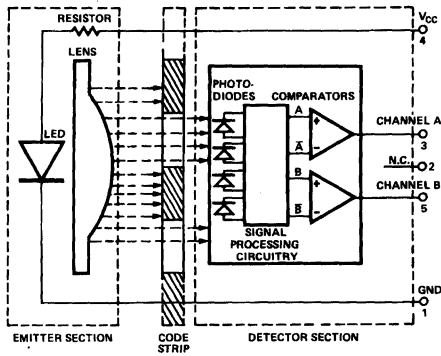 RESISTOR
VCC
4
LENS
LED
PHOTO-
DIODES
COMPARATORS
A
+
A̅
−
B
+
B̅
−
SIGNAL
PROCESSING
CIRCUITRY
CHANNEL A
3
N.C.
2
CHANNEL B
5
GND
1
EMITTER SECTION
CODE
STRIP
DETECTOR SECTION